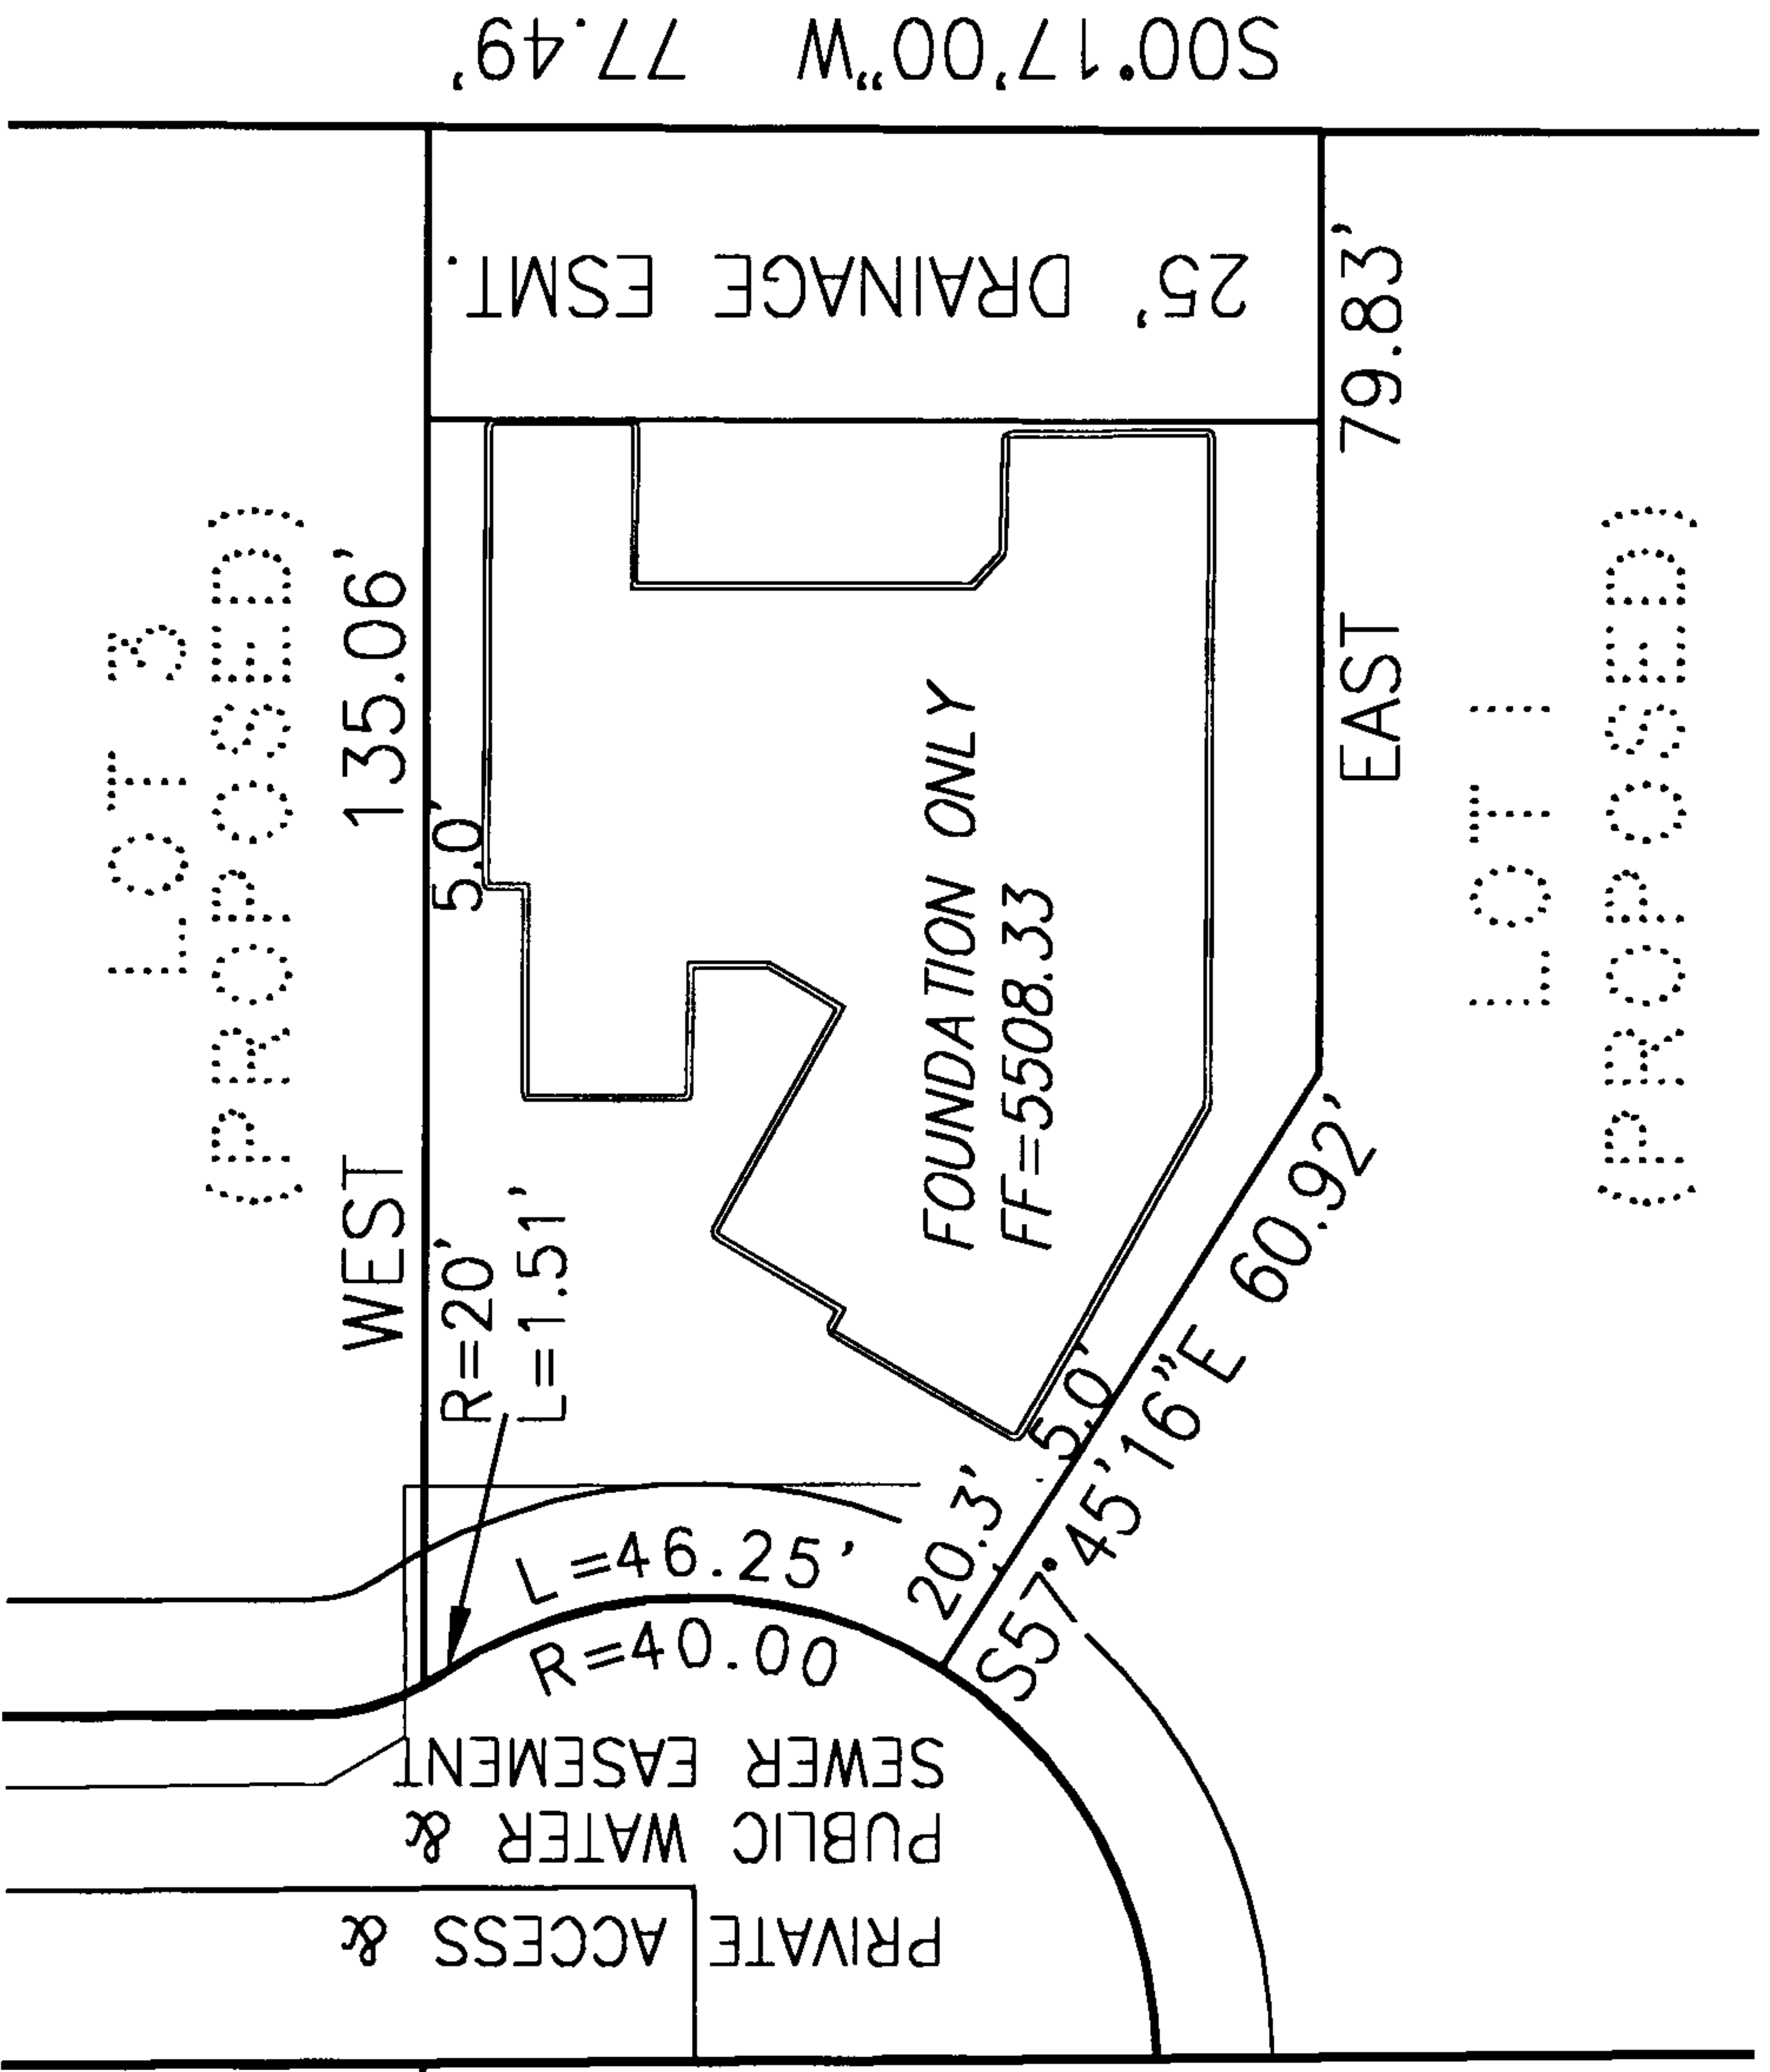 S00°17'00"W 77.49'
25' DRAINAGE ESMT.
LOT 3
(PROPOSED)
WEST 135.06'
5.0'
R=20'
L=1.51'
FOUNDATION ONLY
FF=5508.33
EAST 79.83'
LOT 1
(PROPOSED)
L=46.25'
R=40.00
20.3'
5.0'
S57°45'16"E 60.92'
PRIVATE ACCESS &
PUBLIC WATER &
SEWER EASEMENT